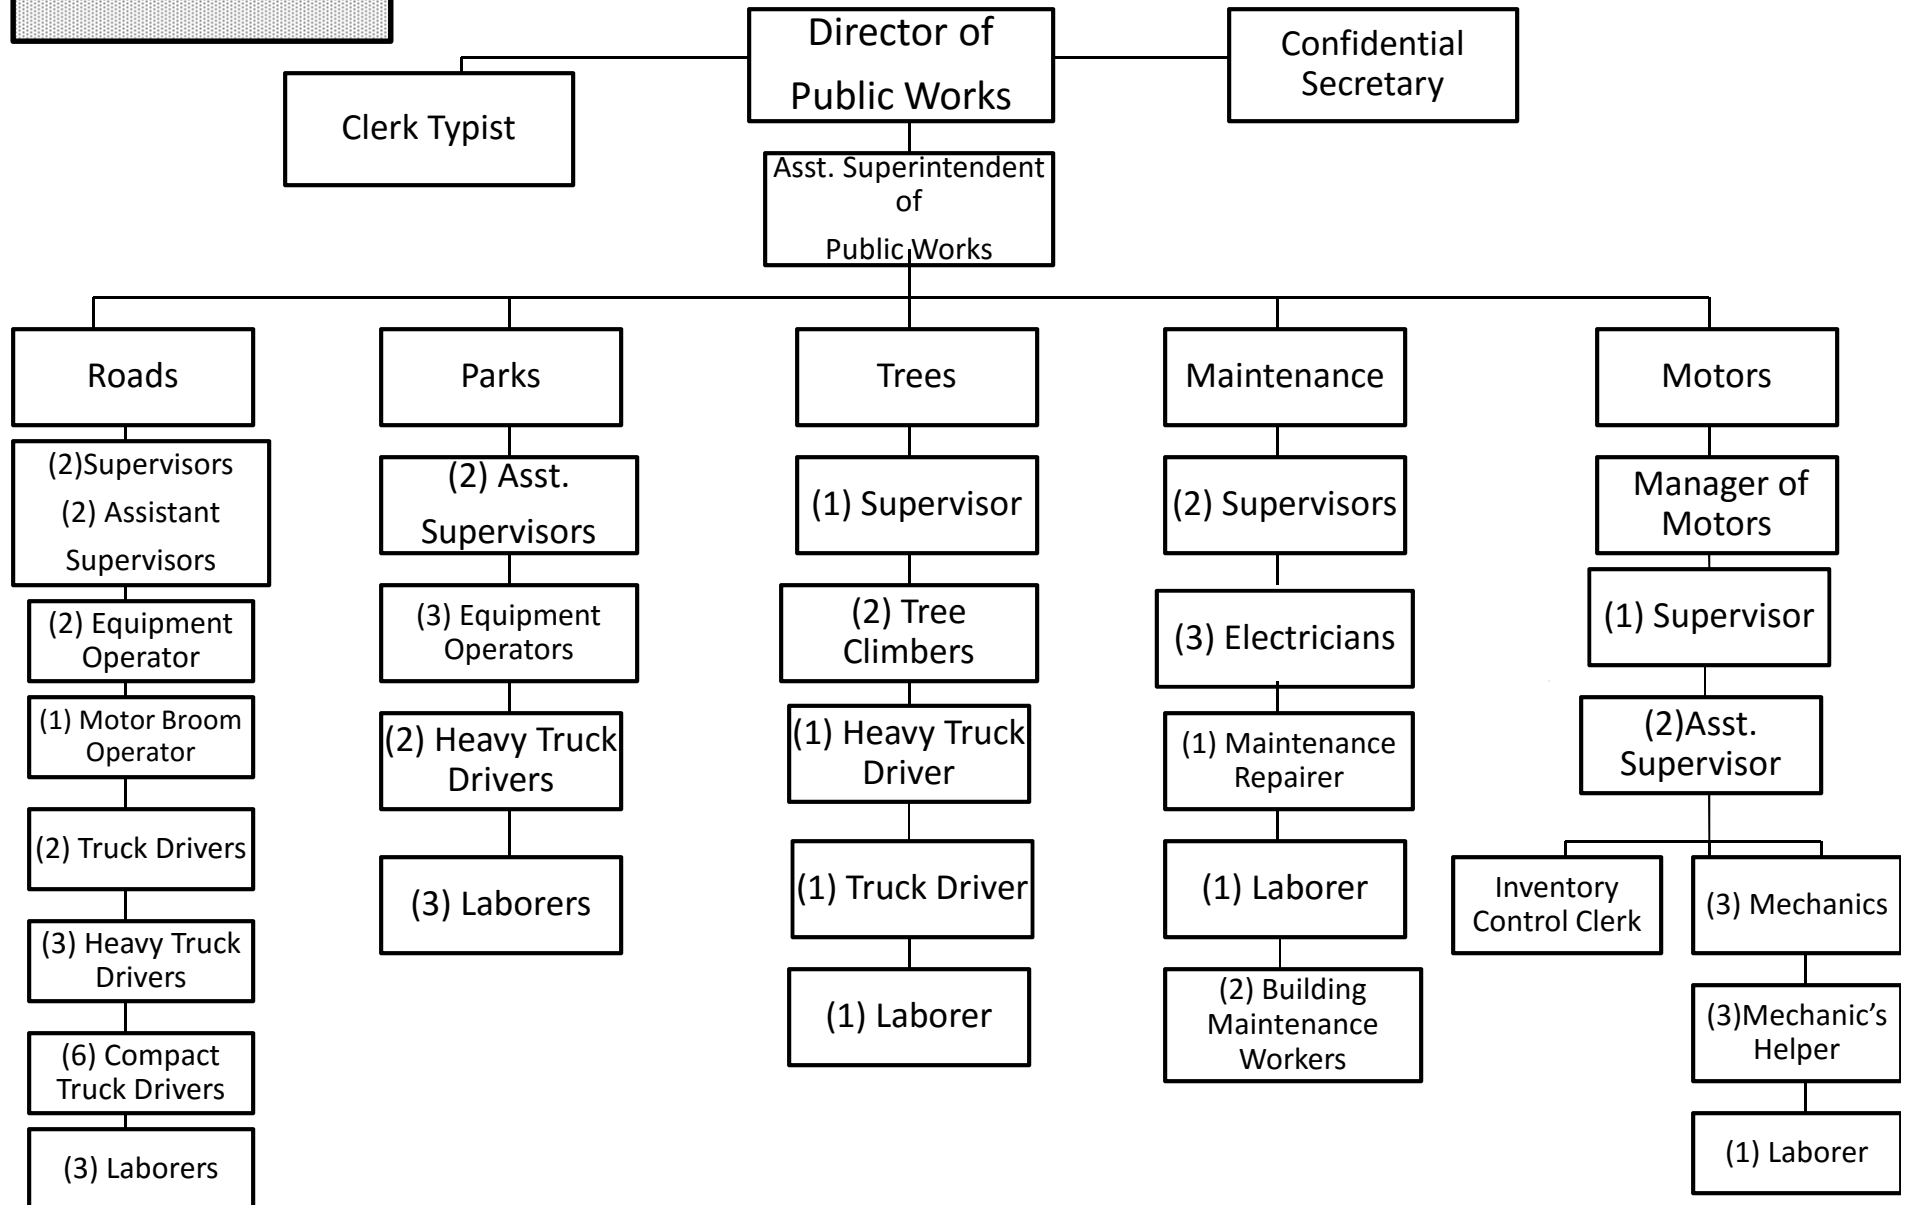 Director of
Public Works
Confidential
Secretary
Clerk Typist
Asst. Superintendent
of
Public Works
Roads
Parks
Trees
Maintenance
Motors
(2)Supervisors
(2) Assistant
Supervisors
(2) Equipment
Operator
(1) Motor Broom
Operator
(2) Truck Drivers
(3) Heavy Truck
Drivers
(6) Compact
Truck Drivers
(3) Laborers
(2) Asst.
Supervisors
(3) Equipment
Operators
(2) Heavy Truck
Drivers
(3) Laborers
(1) Supervisor
(2) Tree
Climbers
(1) Heavy Truck
Driver
(1) Truck Driver
(1) Laborer
(2) Supervisors
(3) Electricians
(1) Maintenance
Repairer
(1) Laborer
(2) Building
Maintenance
Workers
Manager of
Motors
(1) Supervisor
(2)Asst.
Supervisor
Inventory
Control Clerk
(3) Mechanics
(3)Mechanic’s
Helper
(1) Laborer